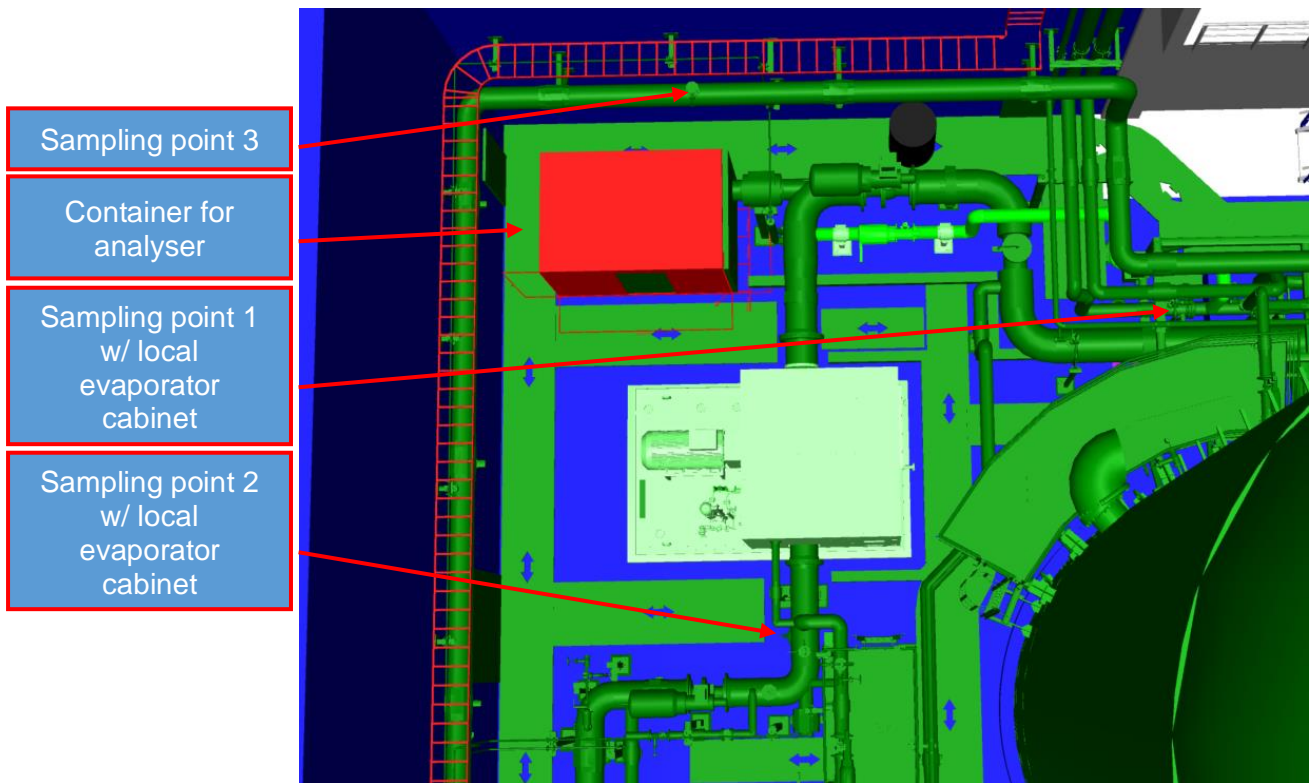 Sampling point 3
Container for
analyser
Sampling point 1
w/ local
evaporator
cabinet
Sampling point 2
w/ local
evaporator
cabinet